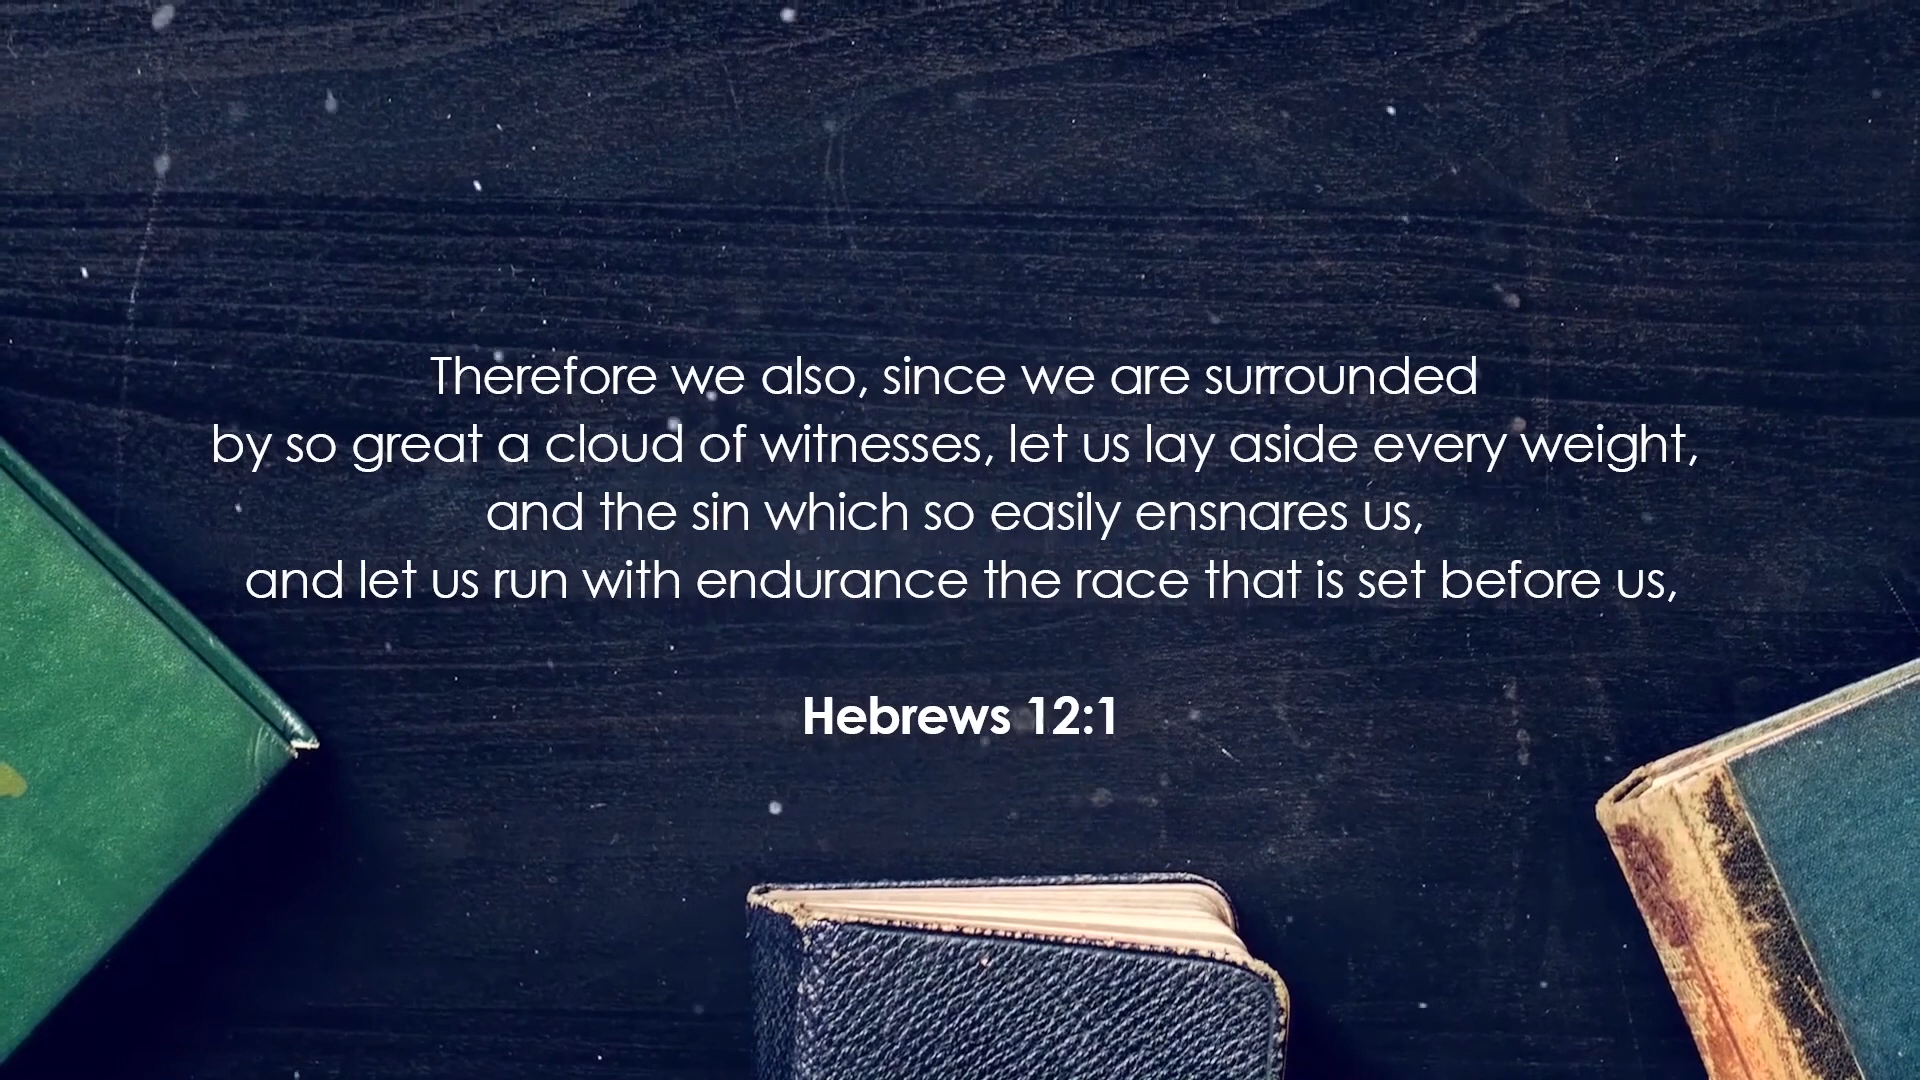 Therefore we also, since we are surrounded
by so great a cloud of witnesses, let us lay aside every weight,
and the sin which so easily ensnares us,
and let us run with endurance the race that is set before us,
Hebrews 12:1